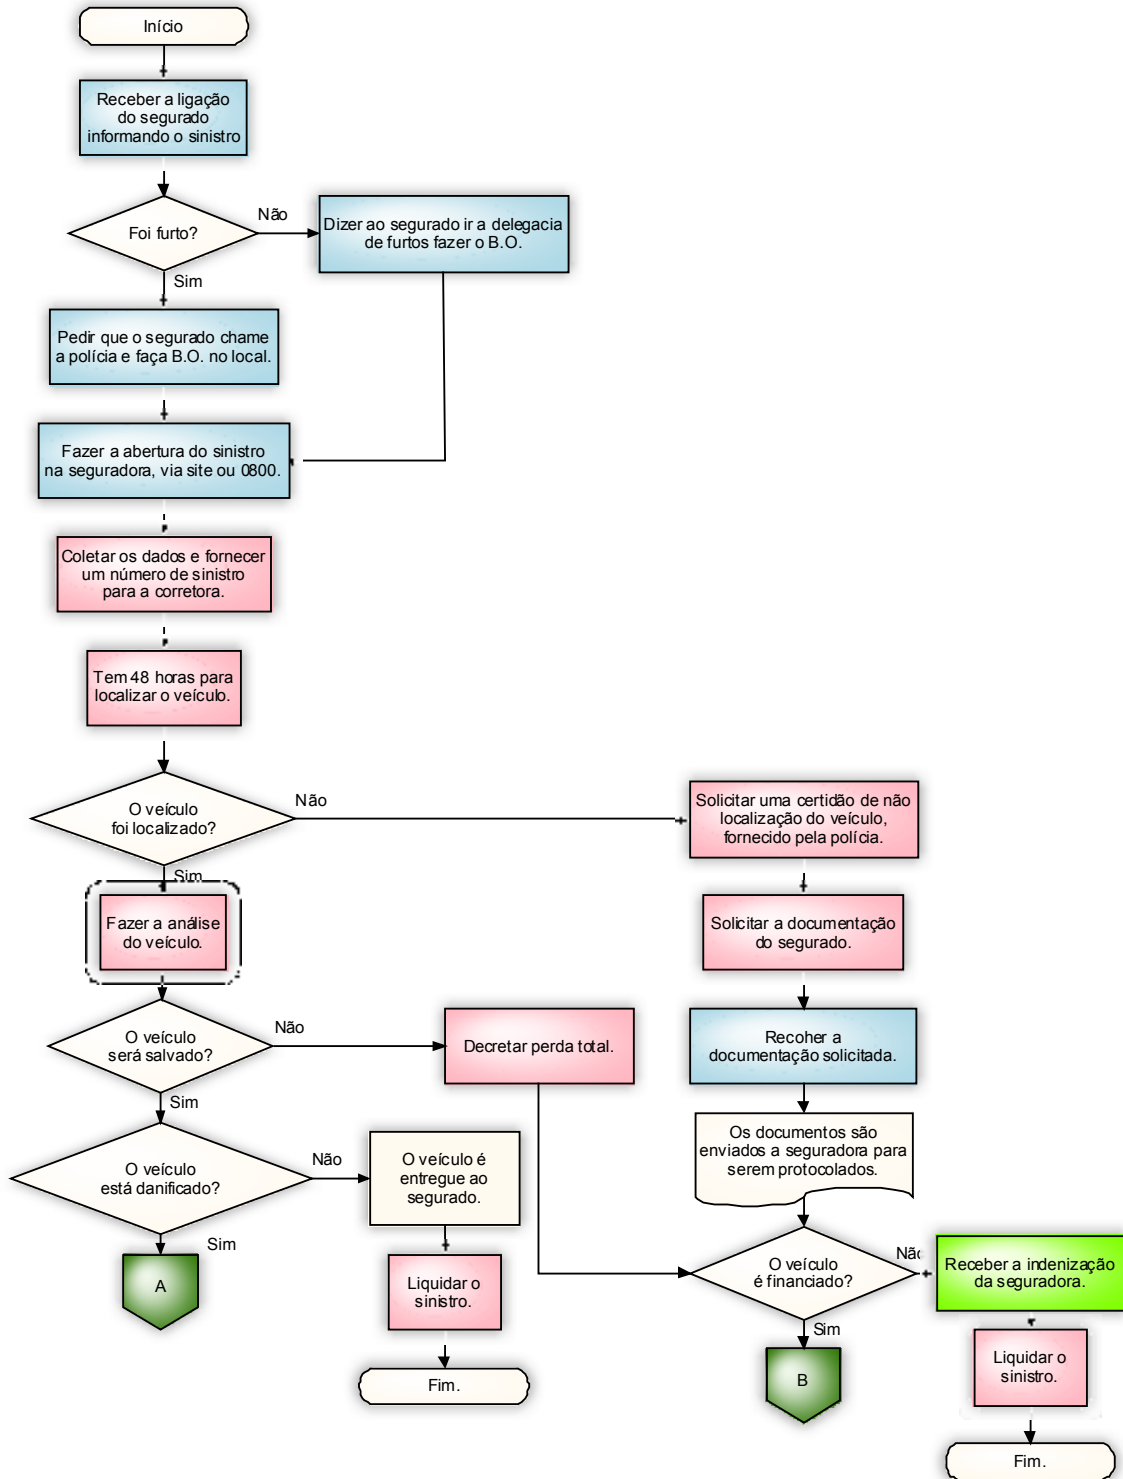 Início
Receber a ligação
do segurado
informando o sinistro
Foi furto?
Não
Dizer ao segurado ir a delegacia
de furtos fazer o B.O.
Sim
Pedir que o segurado chame
a polícia e faça B.O. no local.
Fazer a abertura do sinistro
na seguradora, via site ou 0800.
Coletar os dados e fornecer
um número de sinistro
para a corretora.
Tem 48 horas para
localizar o veículo.
O veículo
foi localizado?
Não
Solicitar uma certidão de não
localização do veículo,
fornecido pela polícia.
Sim
Fazer a análise
do veículo.
Solicitar a documentação
do segurado.
O veículo
será salvado?
Não
Decretar perda total.
Recoher a
documentação solicitada.
Sim
O veículo
está danificado?
Não
O veículo é
entregue ao
segurado.
Os documentos são
enviados a seguradora para
serem protocolados.
Sim
A
Liquidar o
sinistro.
Fim.
O veículo
é financiado?
Não
Receber a indenização
da seguradora.
Sim
B
Liquidar o
sinistro.
Fim.